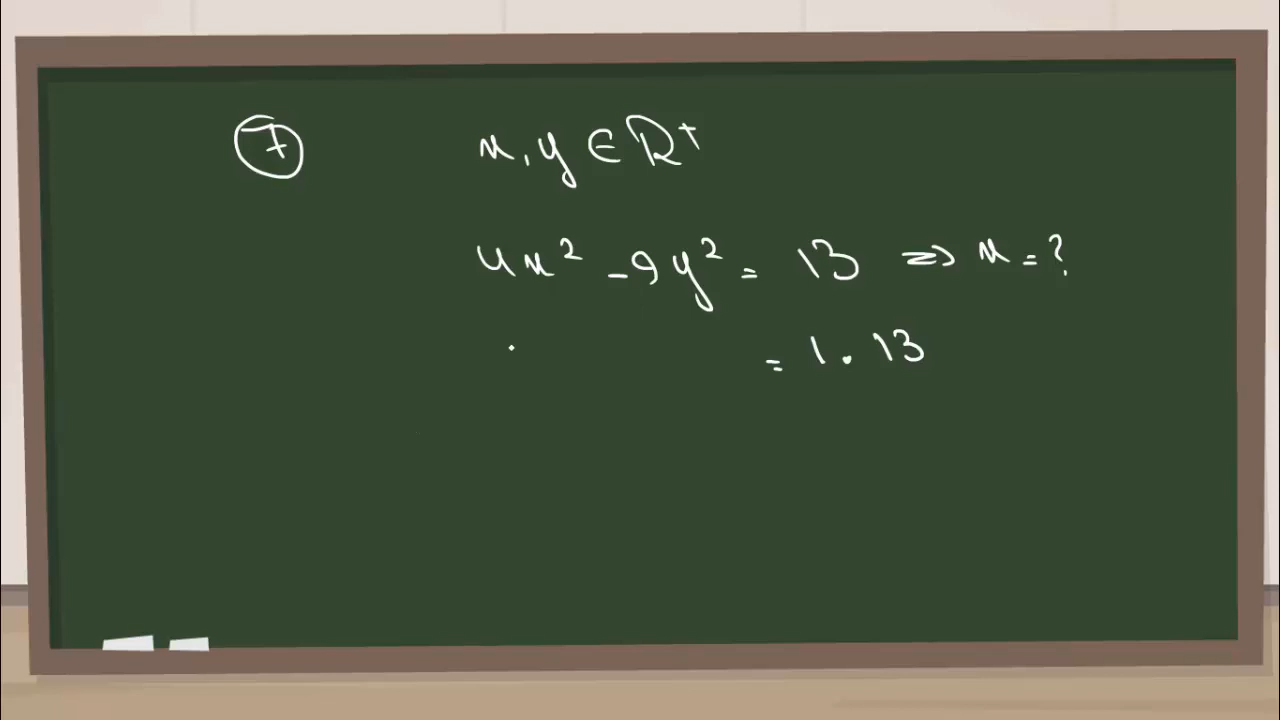 ⑦ x, y ∈ R⁺
4x² - 9y² = 13 => x = ?
= 1 . 13